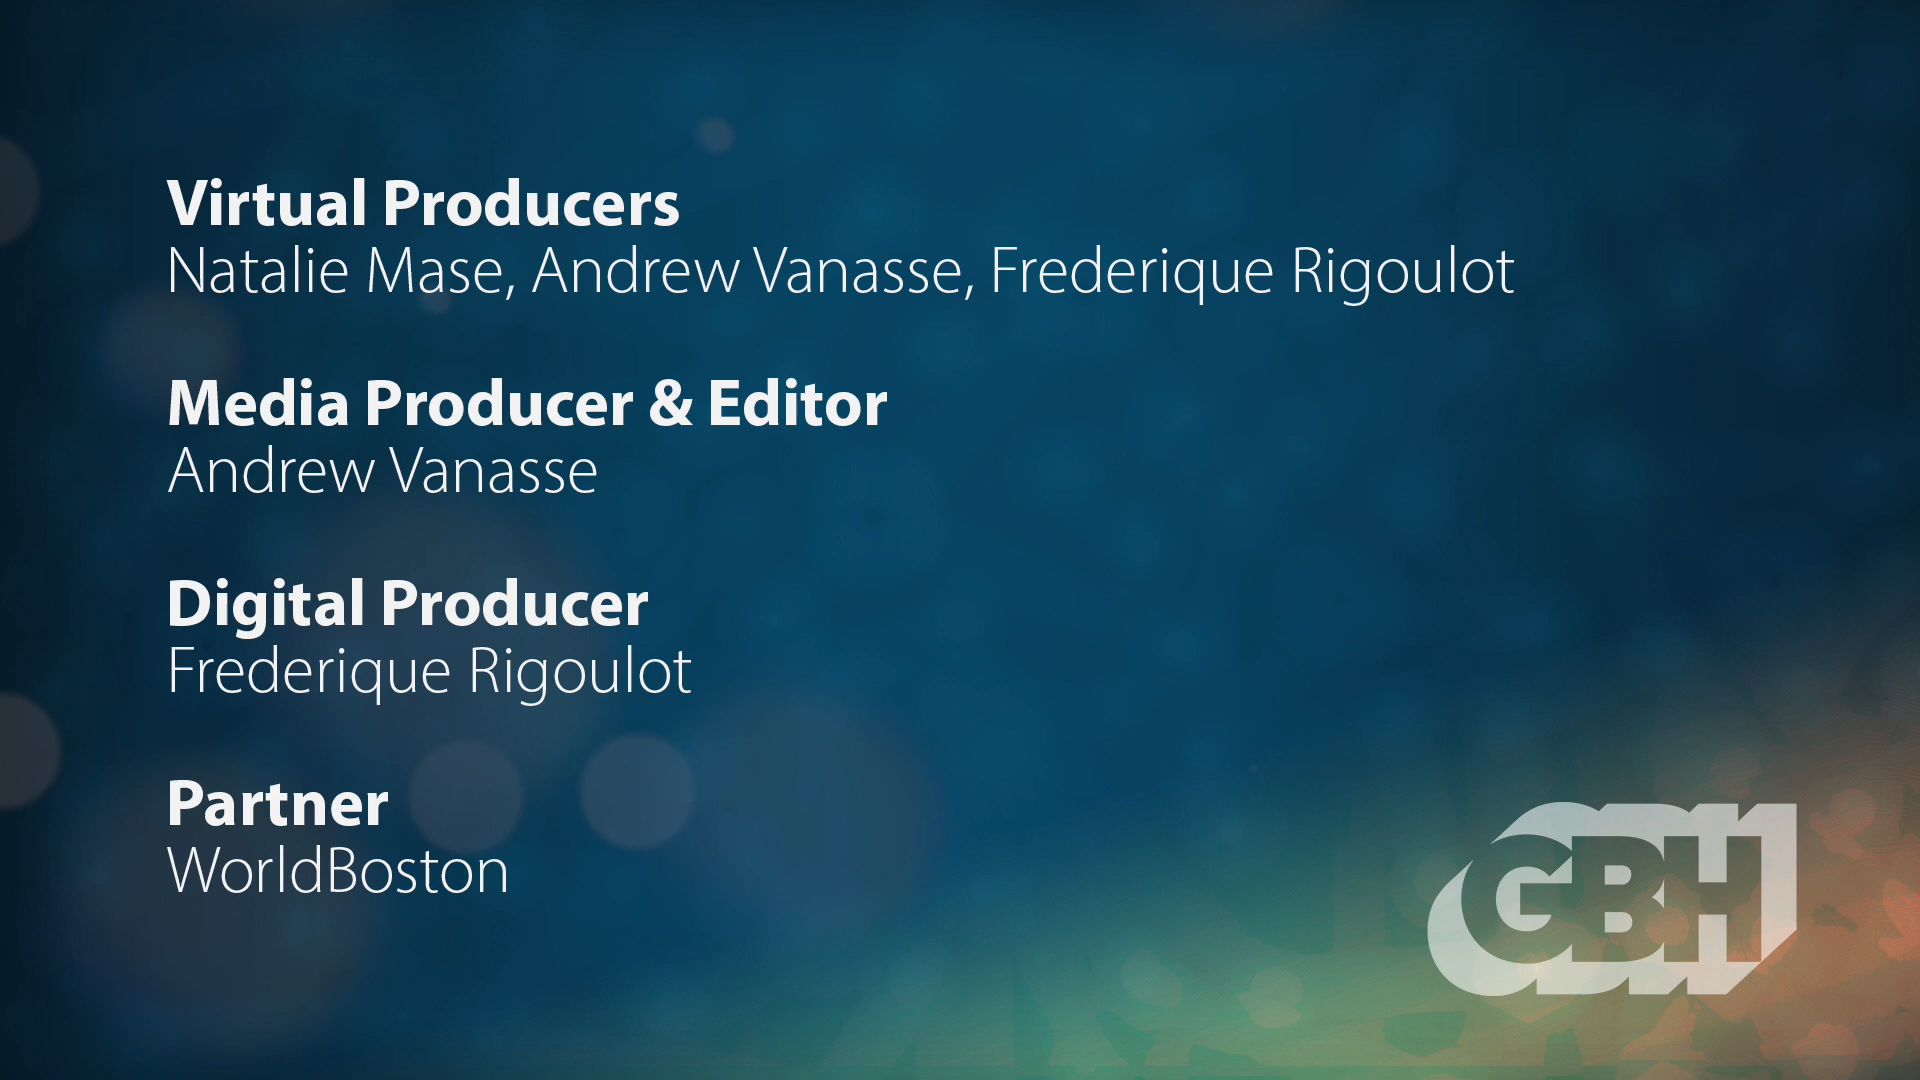 Virtual Producers
Natalie Mase, Andrew Vanasse, Frederique Rigoulot
Media Producer & Editor
Andrew Vanasse
Digital Producer
Frederique Rigoulot
Partner
WorldBoston
GBH